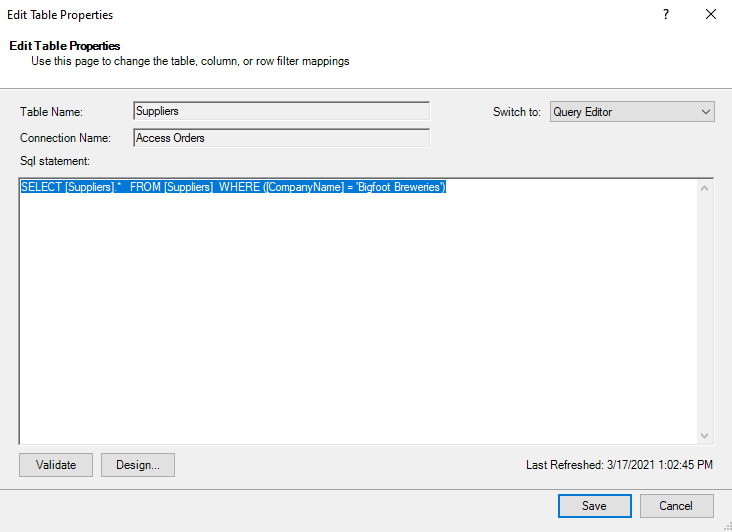 Edit Table Properties
?
Edit Table Properties
Use this page to change the table, column, or row filter mappings
Table Name: Suppliers Switch to: Query Editor
Connection Name: Access Orders
Sql statement:
SELECT [Suppliers].* FROM [Suppliers] WHERE ([CompanyName] = 'Bigfoot Breweries')
Validate Design... Last Refreshed: 3/17/2021 1:02:45 PM
Save Cancel